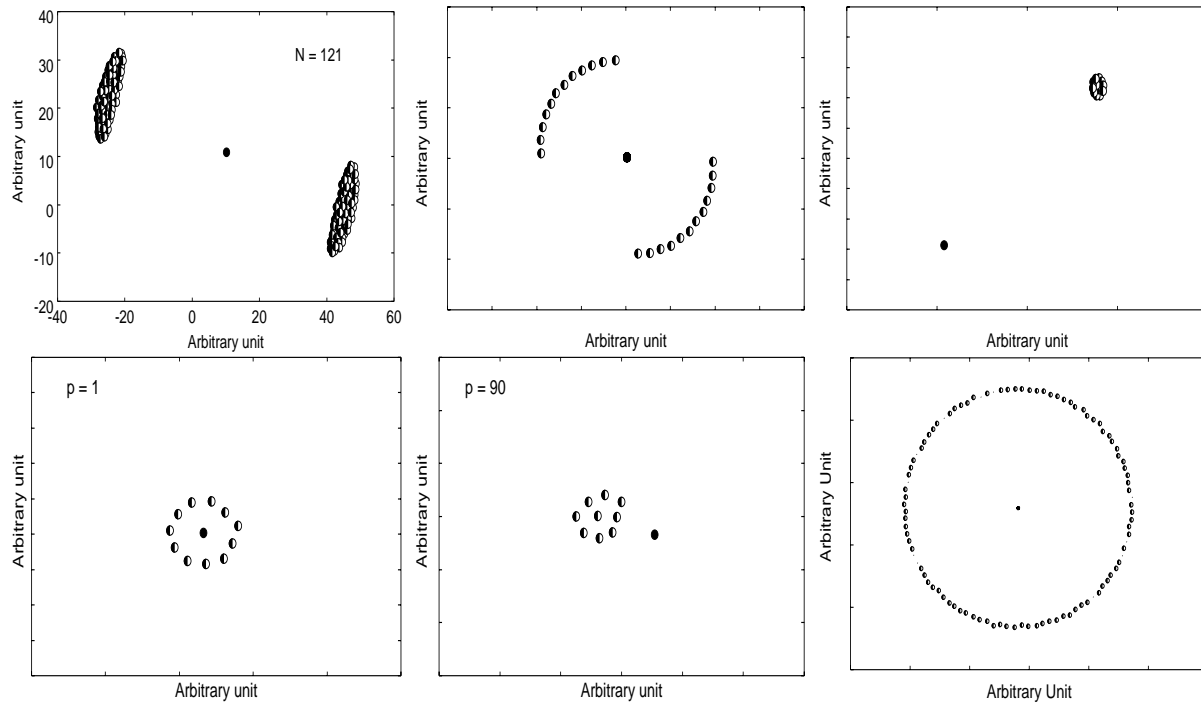 40
30
20
10
0
-10
-20
-40
-20
0
20
40
60
N = 121
Arbitrary unit
Arbitrary unit
Arbitrary unit
Arbitrary unit
Arbitrary unit
Arbitrary unit
p = 1
Arbitrary unit
Arbitrary unit
p = 90
Arbitrary unit
Arbitrary unit
Arbitrary Unit
Arbitrary Unit